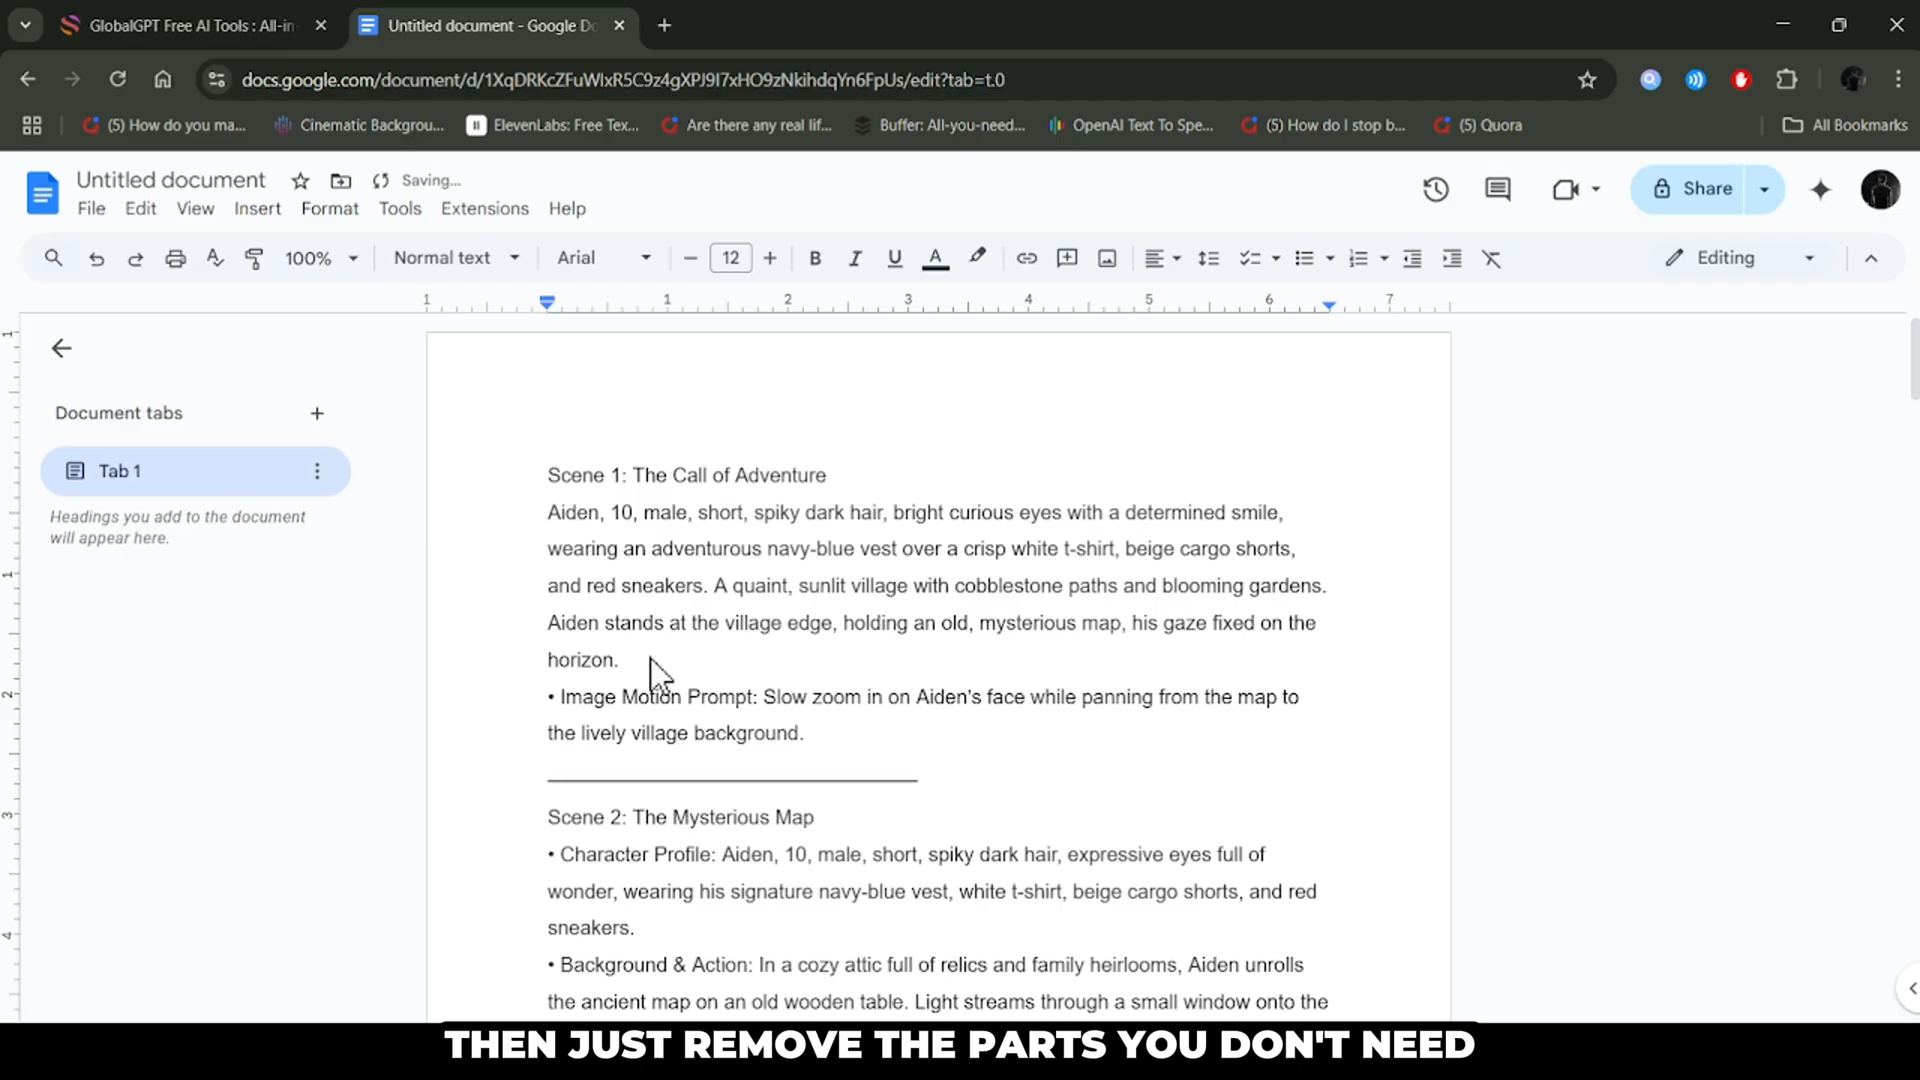 GlobalGPT Free AI Tools : All-in-
Untitled document - Google Do
docs.google.com/document/d/1XqDRKcZFuWlxR5C9z4gXPJ9I7xHO9zNkihdqYn6FpUs/edit?tab=t.0
(5) How do you ma...
Cinematic Backgrou...
ElevenLabs: Free Tex...
Are there any real lif...
Buffer: All-you-need...
OpenAI Text To Spe...
(5) How do I stop b...
(5) Quora
All Bookmarks
Untitled document
Saving...
File Edit View Insert Format Tools Extensions Help
Share
100% Normal text Arial 12 Editing
1 1 2 3 4 5 6 7
Document tabs
Tab 1
Headings you add to the document
will appear here.
Scene 1: The Call of Adventure
Aiden, 10, male, short, spiky dark hair, bright curious eyes with a determined smile,
wearing an adventurous navy-blue vest over a crisp white t-shirt, beige cargo shorts,
and red sneakers. A quaint, sunlit village with cobblestone paths and blooming gardens.
Aiden stands at the village edge, holding an old, mysterious map, his gaze fixed on the
horizon.
• Image Motion Prompt: Slow zoom in on Aiden's face while panning from the map to
the lively village background.
Scene 2: The Mysterious Map
• Character Profile: Aiden, 10, male, short, spiky dark hair, expressive eyes full of
wonder, wearing his signature navy-blue vest, white t-shirt, beige cargo shorts, and red
sneakers.
• Background & Action: In a cozy attic full of relics and family heirlooms, Aiden unrolls
the ancient map on an old wooden table. Light streams through a small window onto the
THEN JUST REMOVE THE PARTS YOU DON'T NEED